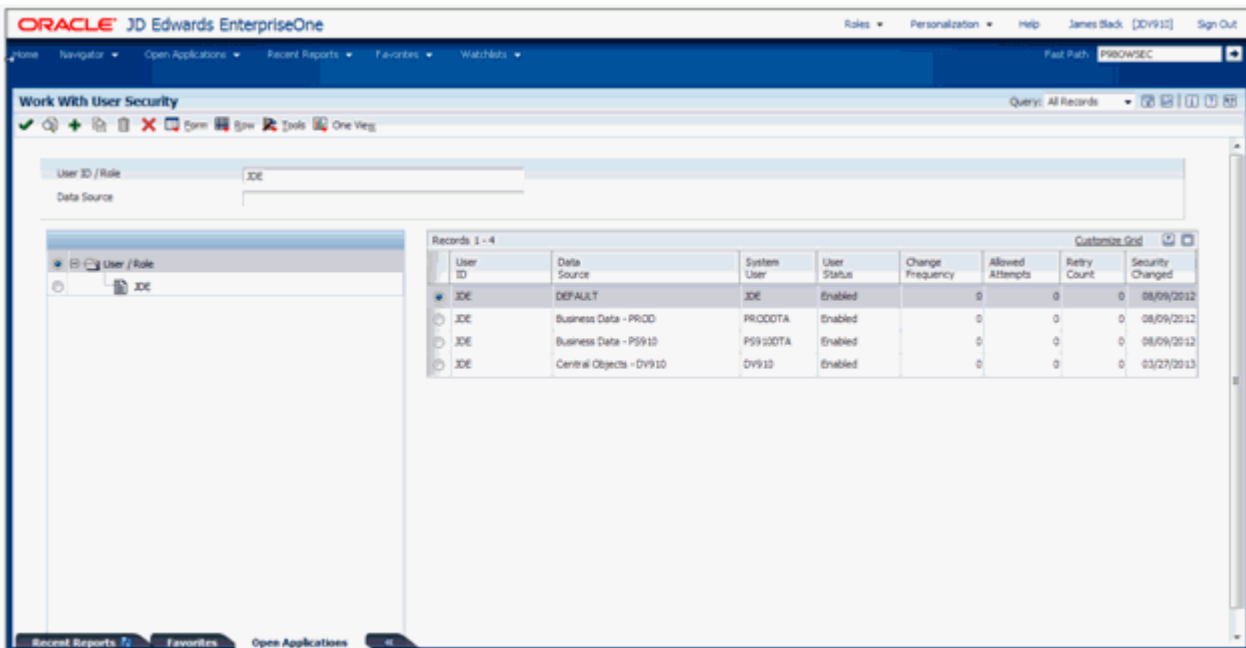 ORACLE JD Edwards EnterpriseOne Roles Personalization Help James Black [JDV910] Sign Out
Home Navigator Open Applications Recent Reports Favorites Watchlists Fast Path P98OWSEC
Work With User Security Query: All Records
Form Row Tools One View
User ID / Role JDE
Data Source
User / Role
JDE
Records 1 - 4 Customize Grid
User ID Data Source System User User Status Change Frequency Allowed Attempts Retry Count Security Changed
JDE DEFAULT JDE Enabled 0 0 0 08/09/2012
JDE Business Data - PROD PRODDTA Enabled 0 0 0 08/09/2012
JDE Business Data - PS910 PS910DTA Enabled 0 0 0 08/09/2012
JDE Central Objects - DV910 DV910 Enabled 0 0 0 03/27/2013
Recent Reports Favorites Open Applications <<